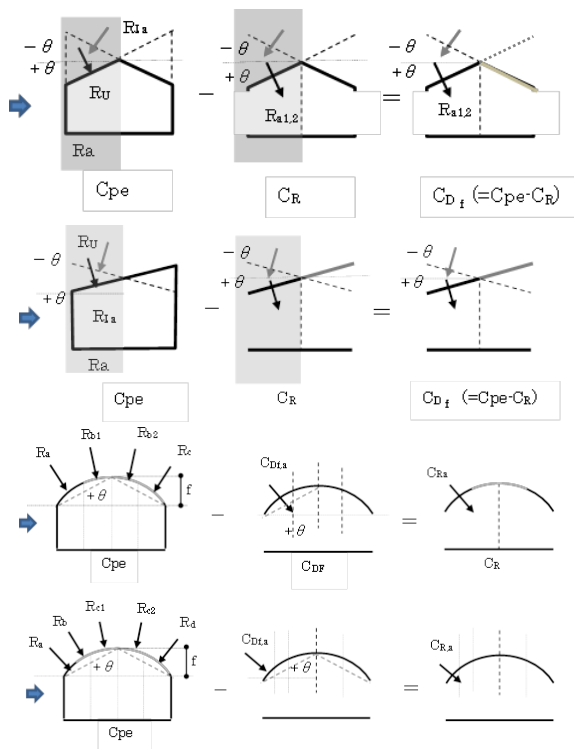 R1a
− θ
+ θ
RU
Ra
Cpe
−
− θ
+ θ
Ra1,2
CR
=
− θ
+ θ
Ra1,2
CD f (=Cpe-CR)
RU
− θ
+ θ
R1a
Ra
Cpe
−
− θ
+ θ
CR
=
− θ
+ θ
CD f (=Cpe-CR)
Ra
Rb1
Rb2
Rc
+ θ
f
Cpe
−
CDf,a
+ θ
CDF
=
CRa
CR
Ra
Rb
Rc1
Rc2
Rd
+ θ
f
Cpe
−
CDf,a
+ θ
=
CR,a